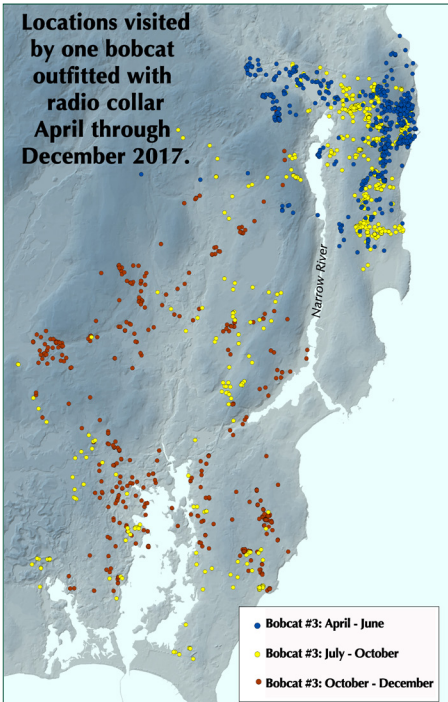 Locations visited
by one bobcat
outfitted with
radio collar
April through
December 2017.
Narrow River
Bobcat #3: April - June
Bobcat #3: July - October
Bobcat #3: October - December